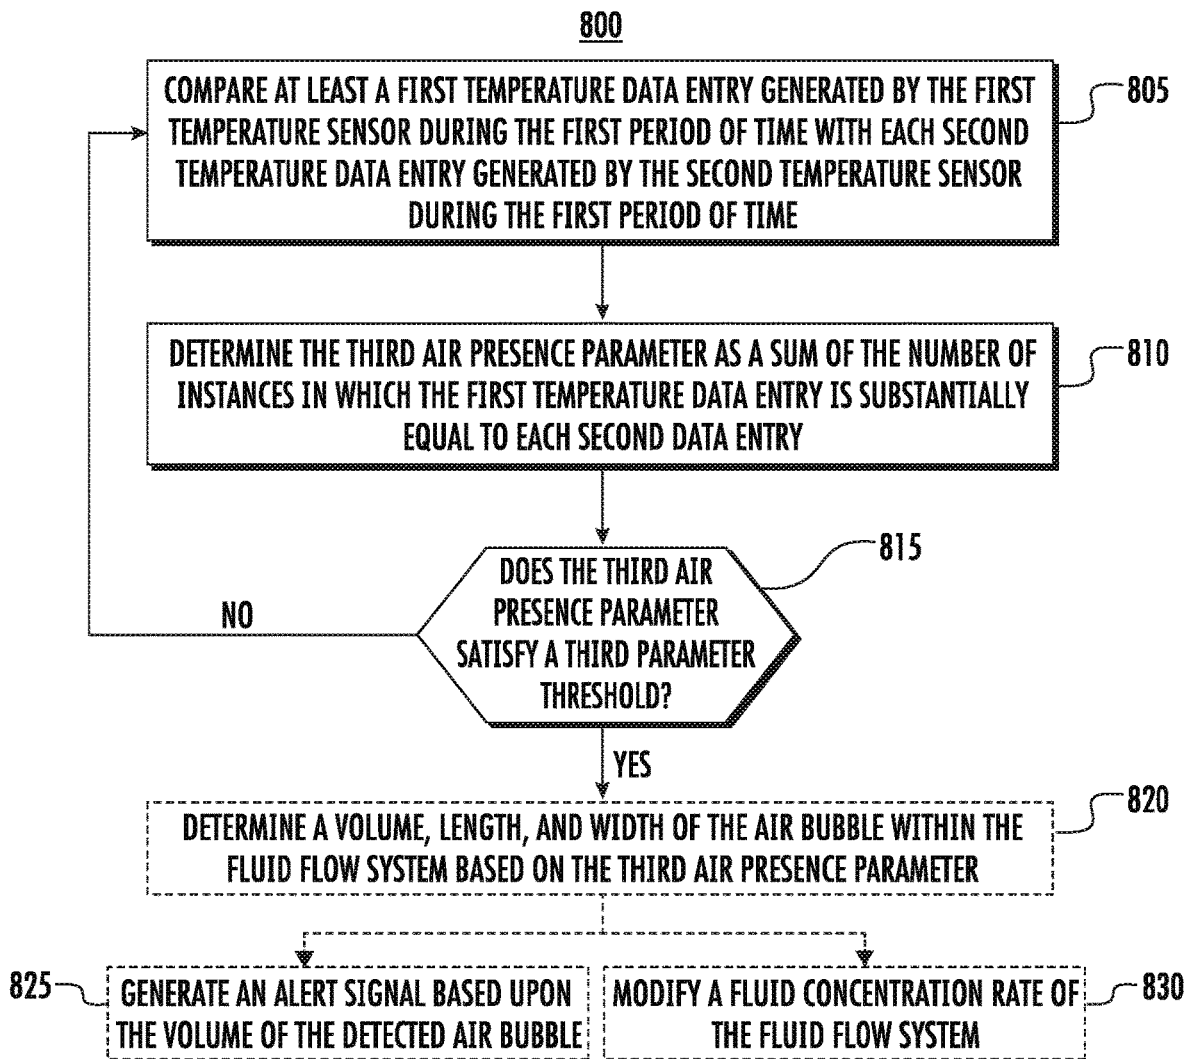 800
COMPARE AT LEAST A FIRST TEMPERATURE DATA ENTRY GENERATED BY THE FIRST
TEMPERATURE SENSOR DURING THE FIRST PERIOD OF TIME WITH EACH SECOND
TEMPERATURE DATA ENTRY GENERATED BY THE SECOND TEMPERATURE SENSOR
DURING THE FIRST PERIOD OF TIME
805
DETERMINE THE THIRD AIR PRESENCE PARAMETER AS A SUM OF THE NUMBER OF
INSTANCES IN WHICH THE FIRST TEMPERATURE DATA ENTRY IS SUBSTANTIALLY
EQUAL TO EACH SECOND DATA ENTRY
810
DOES THE THIRD AIR
PRESENCE PARAMETER
SATISFY A THIRD PARAMETER
THRESHOLD?
815
NO
YES
DETERMINE A VOLUME, LENGTH, AND WIDTH OF THE AIR BUBBLE WITHIN THE
FLUID FLOW SYSTEM BASED ON THE THIRD AIR PRESENCE PARAMETER
820
825
GENERATE AN ALERT SIGNAL BASED UPON
THE VOLUME OF THE DETECTED AIR BUBBLE
MODIFY A FLUID CONCENTRATION RATE OF
THE FLUID FLOW SYSTEM
830